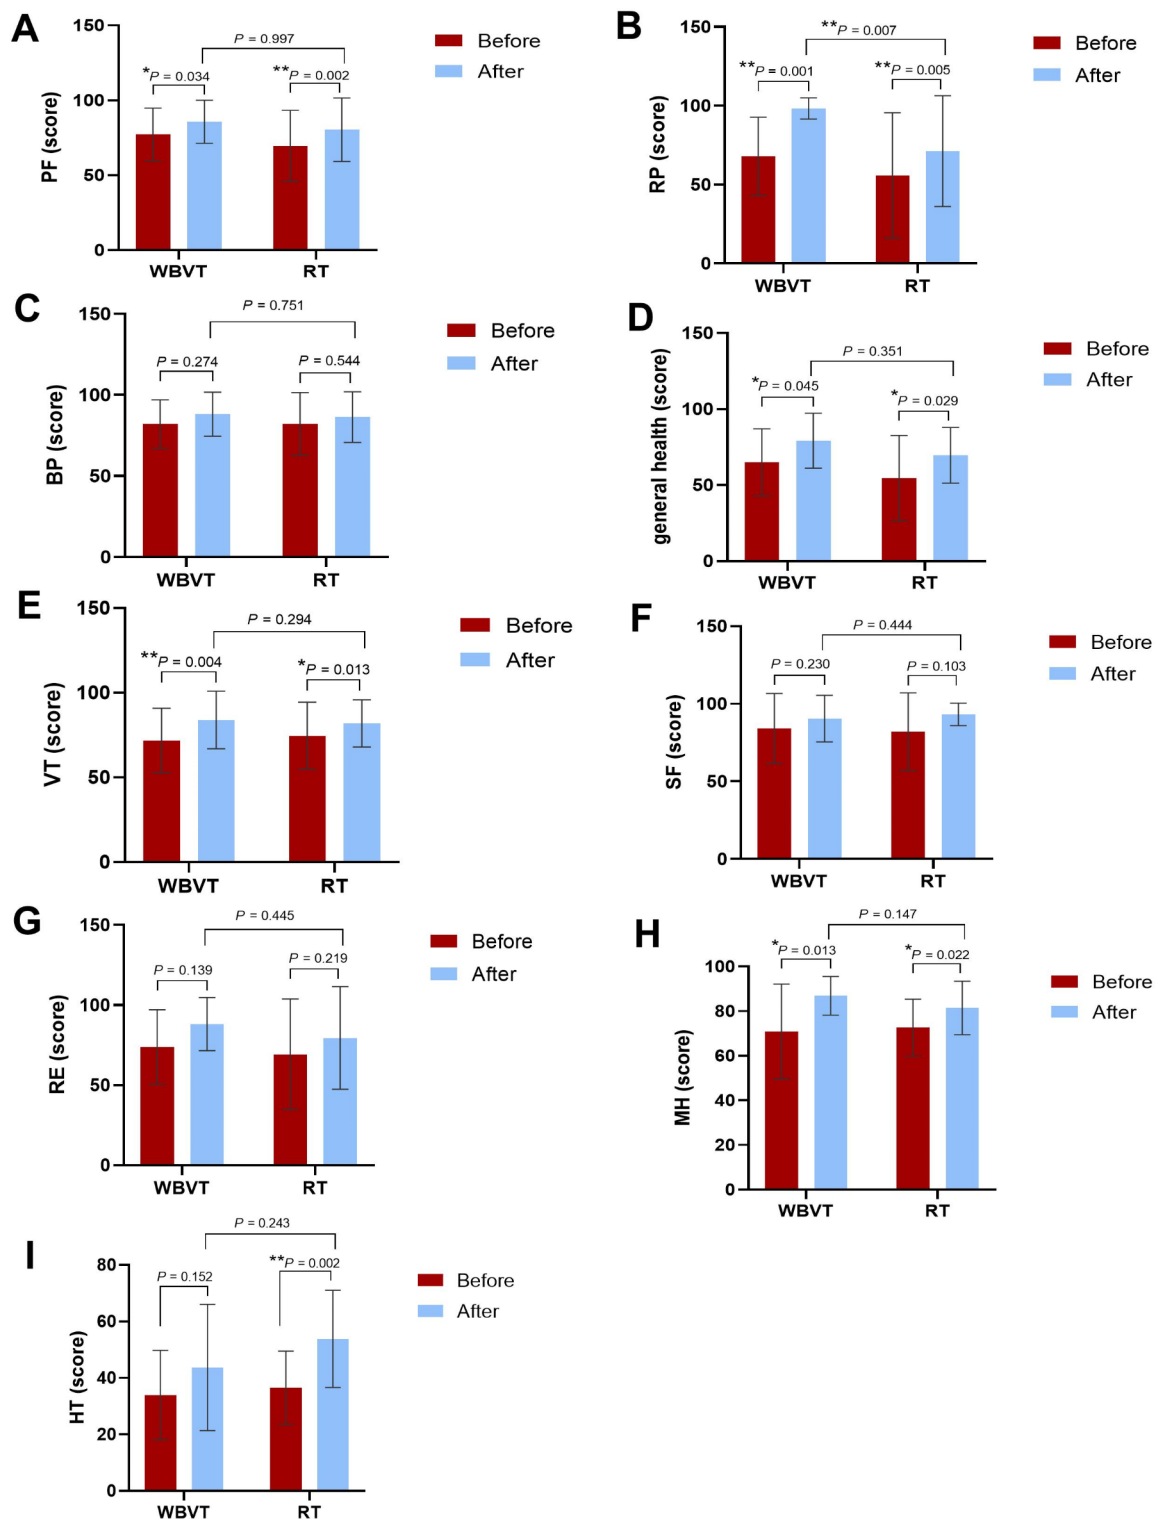 A
PF (score)
150
100
50
0
P = 0.997
*P = 0.034
**P = 0.002
WBVT
RT
Before
After
B
RP (score)
150
100
50
0
**P = 0.007
**P = 0.001
**P = 0.005
WBVT
RT
Before
After
C
BP (score)
150
100
50
0
P = 0.751
P = 0.274
P = 0.544
WBVT
RT
Before
After
D
general health (score)
150
100
50
0
P = 0.351
*P = 0.045
*P = 0.029
WBVT
RT
Before
After
E
VT (score)
150
100
50
0
P = 0.294
**P = 0.004
*P = 0.013
WBVT
RT
Before
After
F
SF (score)
150
100
50
0
P = 0.444
P = 0.230
P = 0.103
WBVT
RT
Before
After
G
RE (score)
150
100
50
0
P = 0.445
P = 0.139
P = 0.219
WBVT
RT
Before
After
H
MH (score)
100
80
60
40
20
0
P = 0.147
*P = 0.013
*P = 0.022
WBVT
RT
Before
After
I
HT (score)
80
60
40
20
0
P = 0.243
P = 0.152
**P = 0.002
WBVT
RT
Before
After